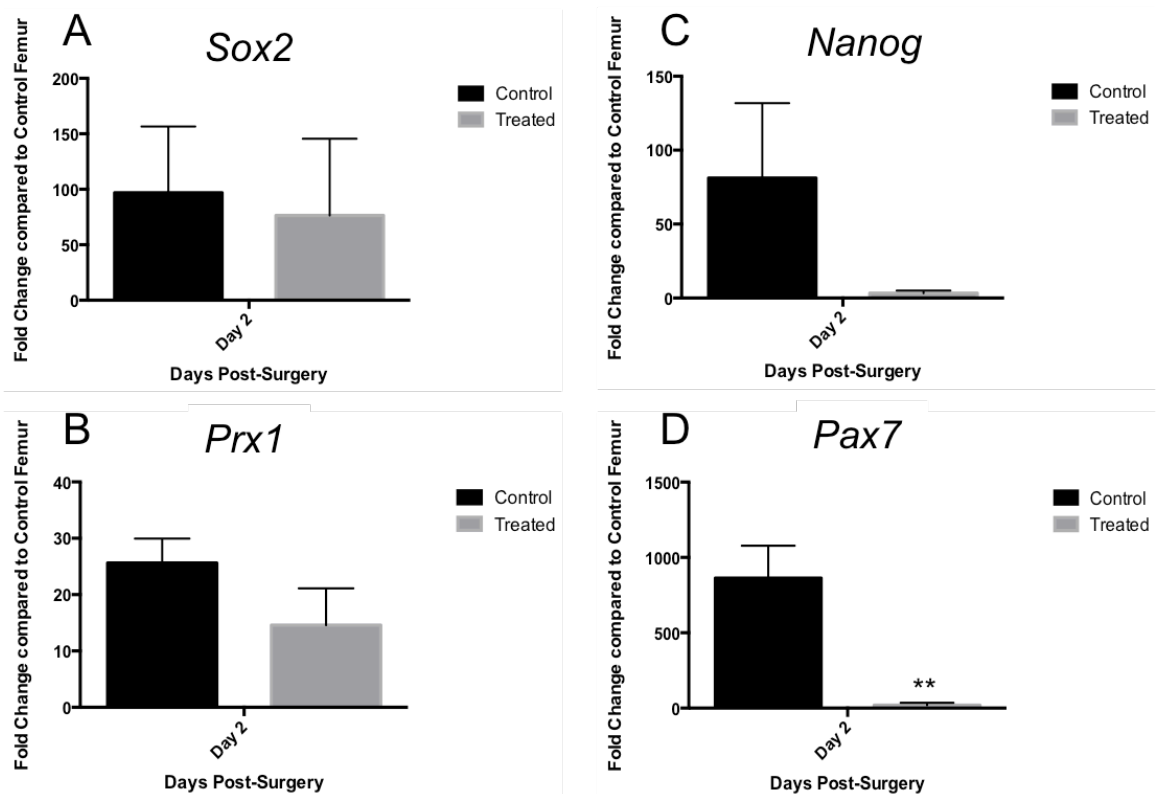 A
Sox2
Fold Change compared to Control Femur
200
150
100
50
0
Control
Treated
Day 2
Days Post-Surgery
C
Nanog
Fold Change compared to Control Femur
150
100
50
0
Control
Treated
Day 2
Days Post-Surgery
B
Prx1
Fold Change compared to Control Femur
40
30
20
10
0
Control
Treated
Day 2
Days Post-Surgery
D
Pax7
Fold Change compared to Control Femur
1500
1000
500
0
Control
Treated
**
Day 2
Days Post-Surgery